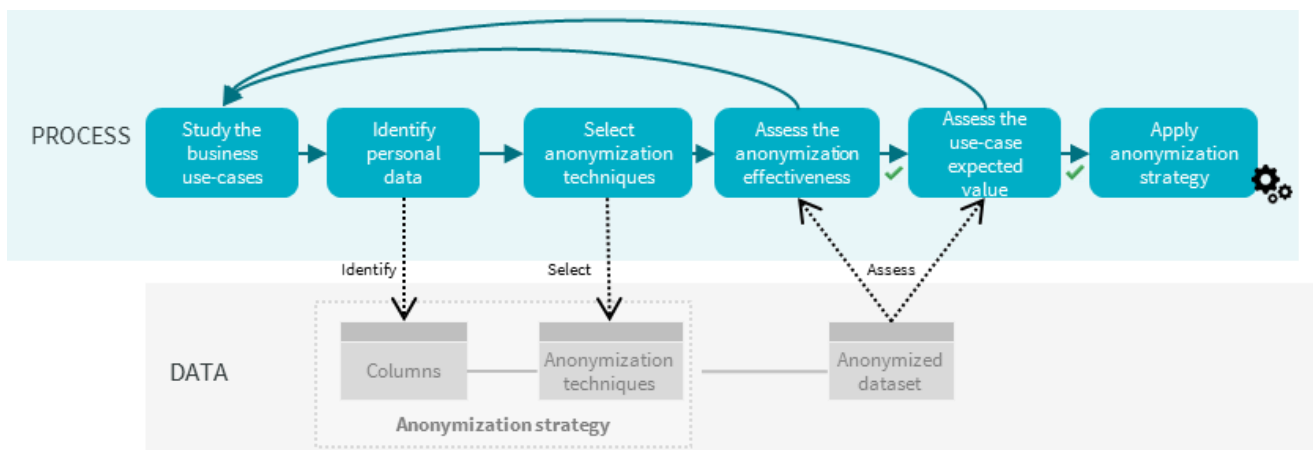 PROCESS
Study the
business
use-cases
Identify
personal
data
Select
anonymization
techniques
Assess the
anonymization
effectiveness
Assess the
use-case
expected
value
Apply
anonymization
strategy
Identify
Select
Assess
DATA
Columns
Anonymization
techniques
Anonymized
dataset
Anonymization strategy